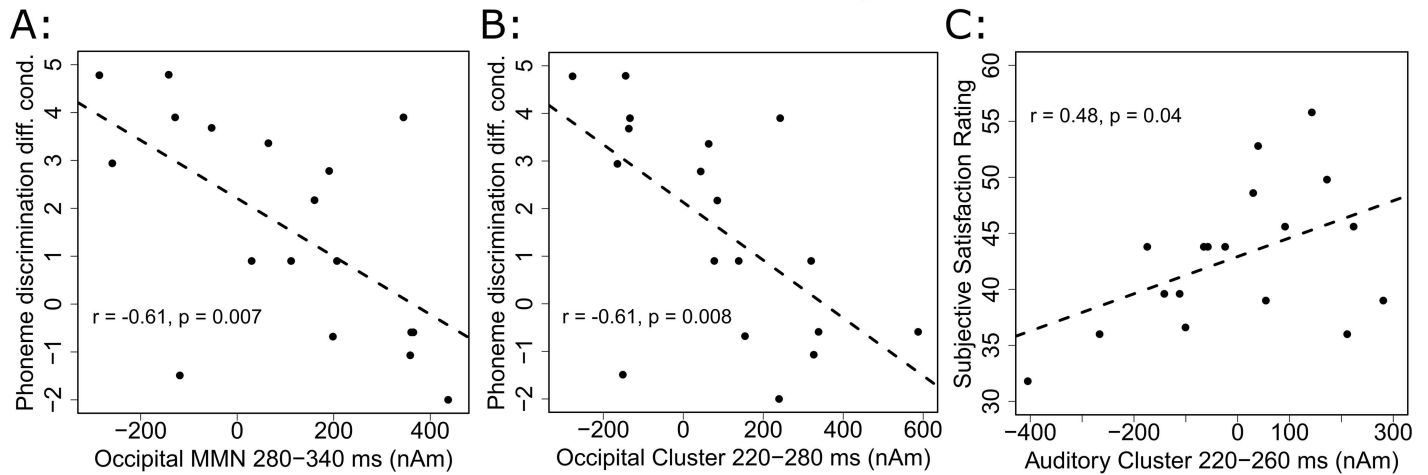 A:
B:
C:
Phoneme discrimination diff. cond.
5
4
3
2
1
0
−1
−2
r = -0.61, p = 0.007
−200 0 200 400
Occipital MMN 280−340 ms (nAm)
Phoneme discrimination diff. cond.
5
4
3
2
1
0
−1
−2
r = -0.61, p = 0.008
−200 0 200 400 600
Occipital Cluster 220−280 ms (nAm)
Subjective Satisfaction Rating
60
55
50
45
40
35
30
r = 0.48, p = 0.04
−400 −200 0 100 300
Auditory Cluster 220−260 ms (nAm)